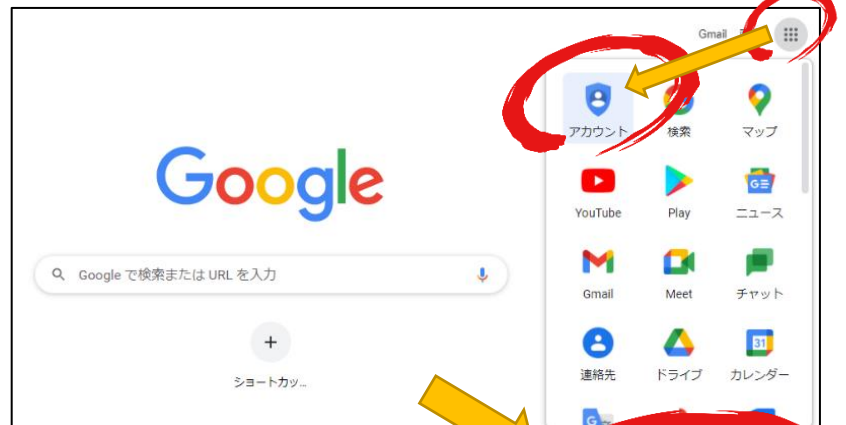 Gmail
アカウント
検索
マップ
Google
YouTube
Play
ニュース
Google で検索または URL を入力
Gmail
Meet
チャット
31
連絡先
ドライブ
カレンダー
ショートカッ...